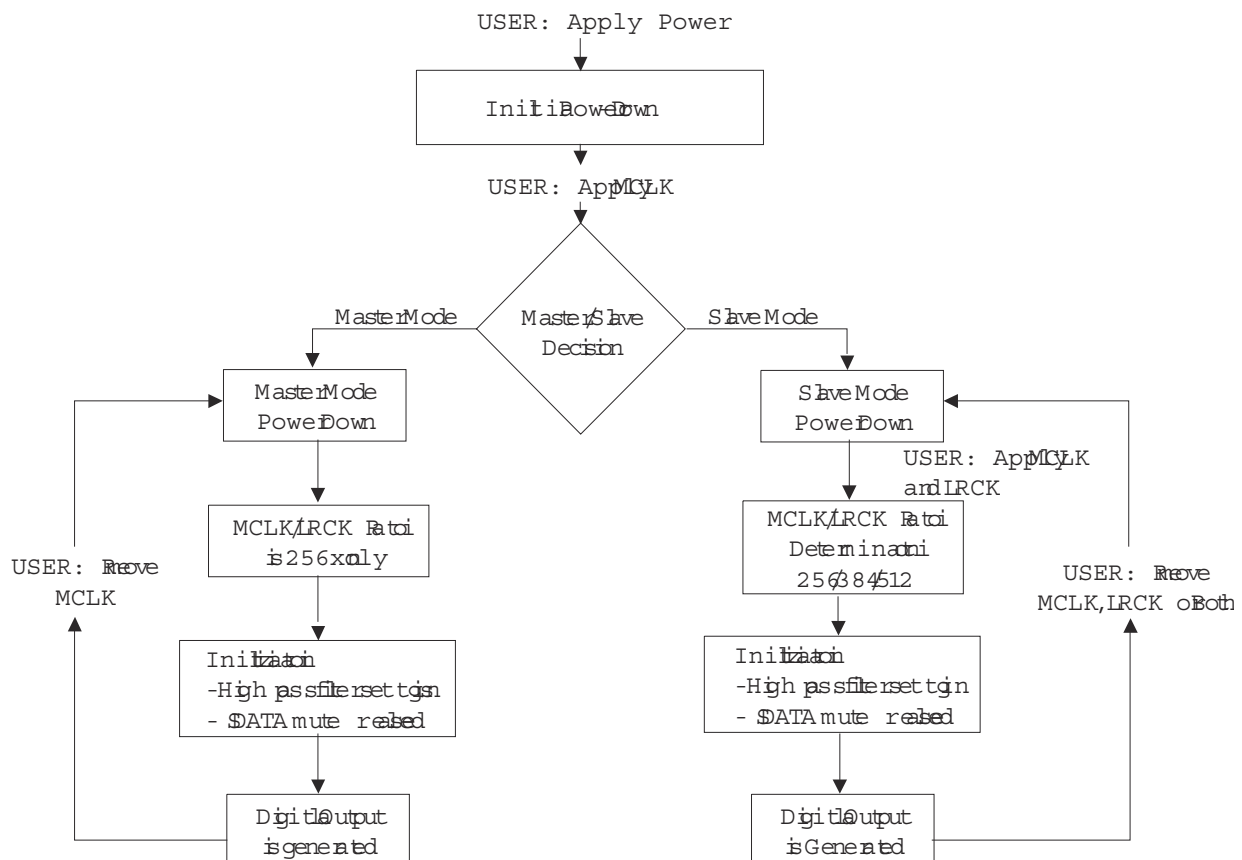 USER: Apply Power
Initial Power-Down
USER: Apply MCLK
Master/Slave
Decision
Master Mode
Slave Mode
Master Mode
Power Down
MCLK/LRCK Ratio
is 256x only
USER: Remove
MCLK
Initialization
-High pass filter setting
- SDATA mute released
Digital Output
is generated
Slave Mode
Power Down
USER: Apply MCLK
and LRCK
MCLK/LRCK Ratio
Determination
256/384/512
USER: Remove
MCLK, LRCK or Both
Initialization
-High pass filter setting
- SDATA mute released
Digital Output
is Generated